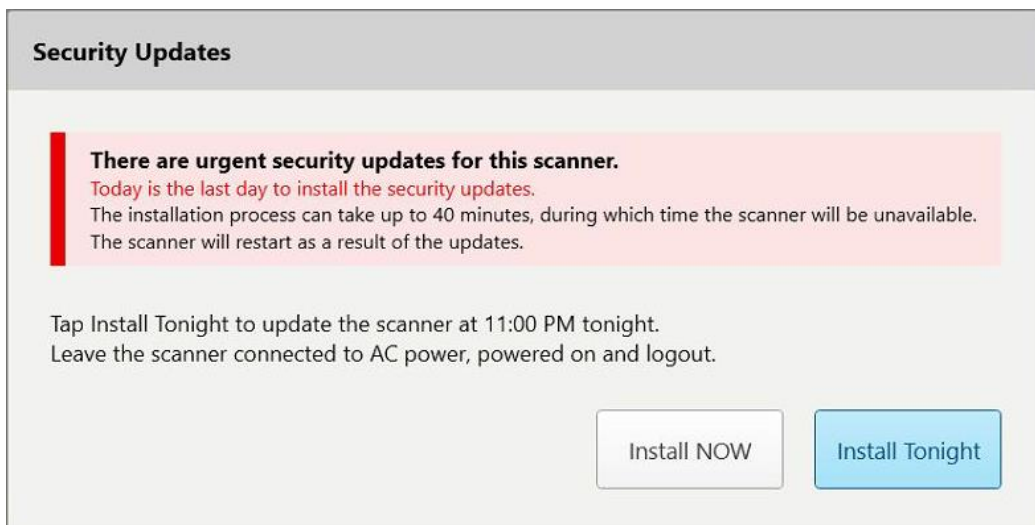 Security Updates
There are urgent security updates for this scanner.
Today is the last day to install the security updates.
The installation process can take up to 40 minutes, during which time the scanner will be unavailable.
The scanner will restart as a result of the updates.
Tap Install Tonight to update the scanner at 11:00 PM tonight.
Leave the scanner connected to AC power, powered on and logout.
Install NOW
Install Tonight